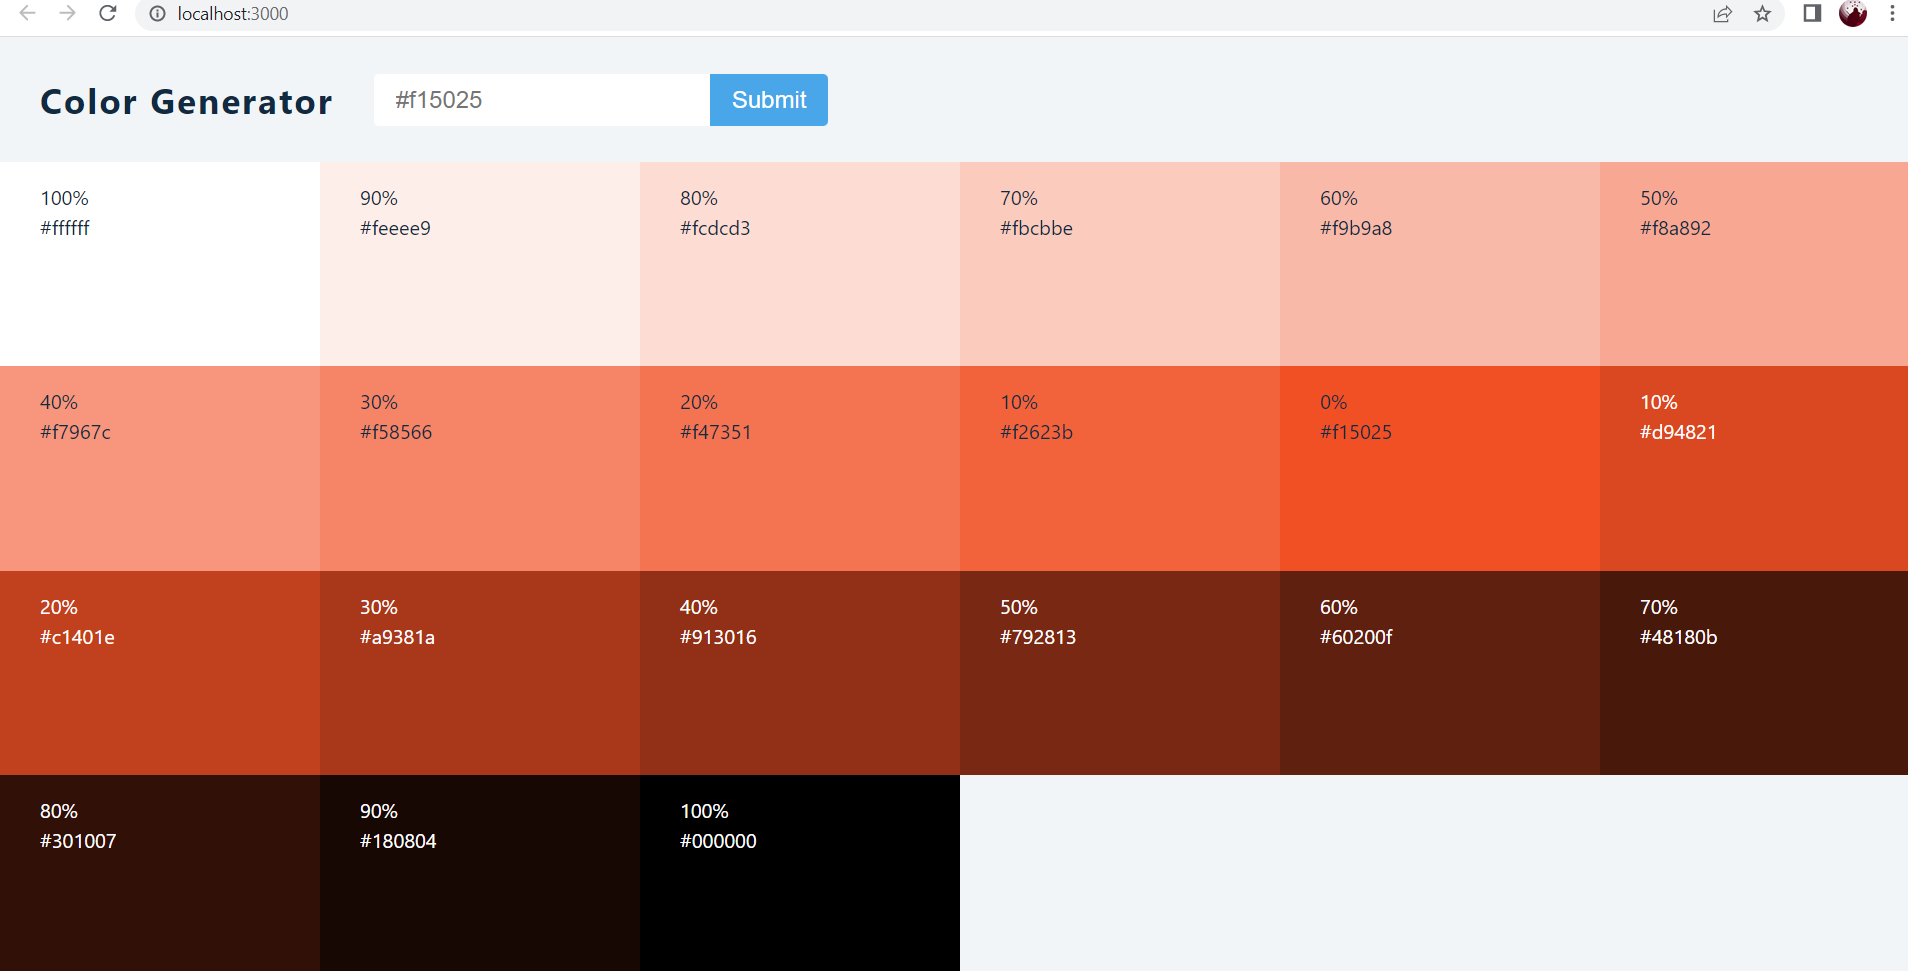 localhost:3000
Color Generator
#f15025
Submit
100%
#ffffff
90%
#feeee9
80%
#fcdcd3
70%
#fbcbbe
60%
#f9b9a8
50%
#f8a892
40%
#f7967c
30%
#f58566
20%
#f47351
10%
#f2623b
0%
#f15025
10%
#d94821
20%
#c1401e
30%
#a9381a
40%
#913016
50%
#792813
60%
#60200f
70%
#48180b
80%
#301007
90%
#180804
100%
#000000